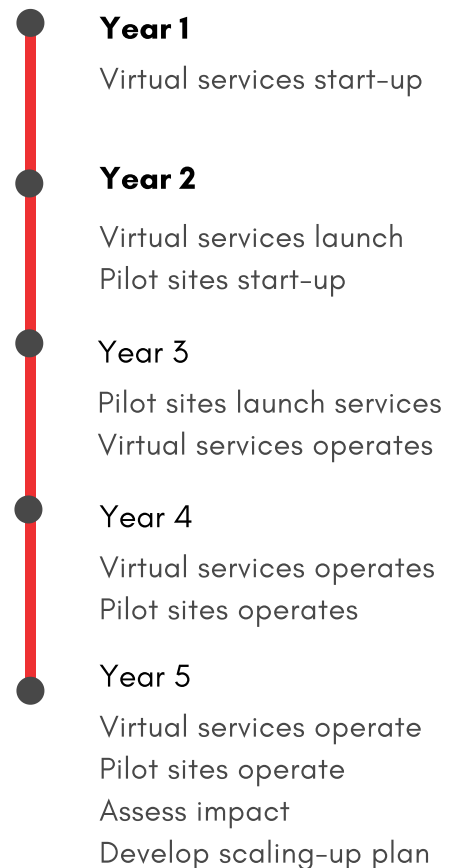 Year 1
Virtual services start-up
Year 2
Virtual services launch
Pilot sites start-up
Year 3
Pilot sites launch services
Virtual services operates
Year 4
Virtual services operates
Pilot sites operates
Year 5
Virtual services operate
Pilot sites operate
Assess impact
Develop scaling-up plan